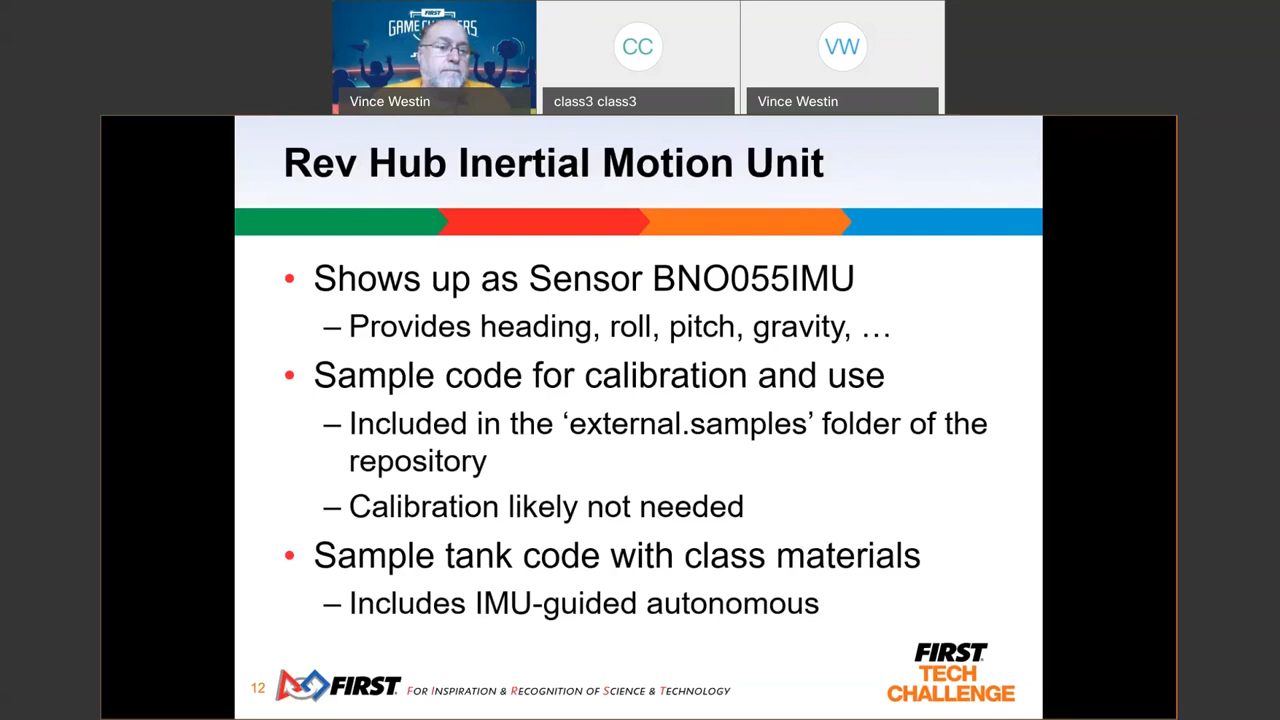 FIRST
GAME CHANGERS
CC
VW
Vince Westin
class3 class3
Vince Westin
Rev Hub Inertial Motion Unit
• Shows up as Sensor BNO055IMU
– Provides heading, roll, pitch, gravity, …
• Sample code for calibration and use
– Included in the ‘external.samples’ folder of the
repository
– Calibration likely not needed
• Sample tank code with class materials
– Includes IMU-guided autonomous
12
FIRST
FOR INSPIRATION & RECOGNITION OF SCIENCE & TECHNOLOGY
FIRST
TECH
CHALLENGE